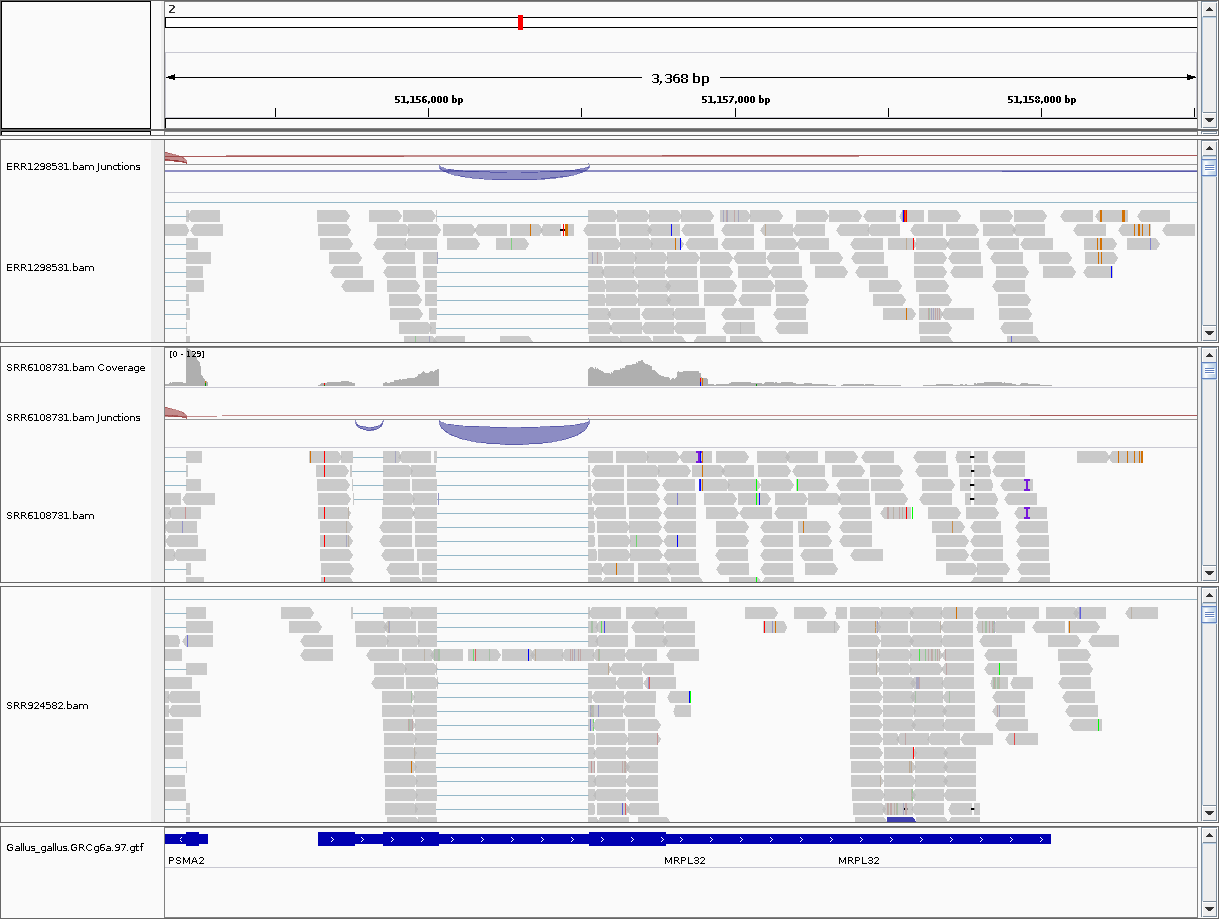 2
3,368 bp
51,156,000 bp 51,157,000 bp 51,158,000 bp
ERR1298531.bam Junctions
ERR1298531.bam
[0 - 129]
SRR6108731.bam Coverage
SRR6108731.bam Junctions
SRR6108731.bam
SRR924582.bam
Gallus_gallus.GRCg6a.97.gtf
PSMA2 MRPL32 MRPL32